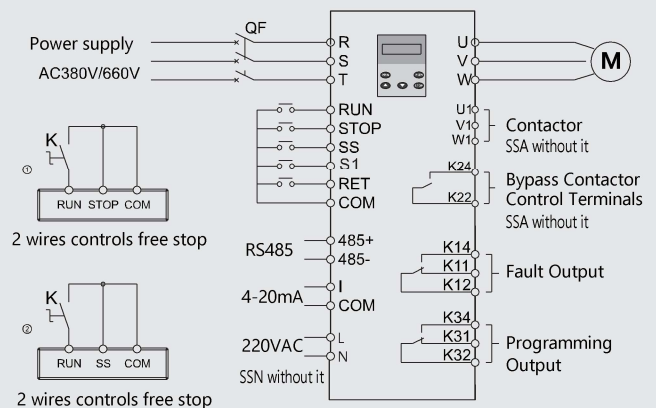 Power supply
AC380V/660V
QF
R
S
T
U
V
W
M
RUN
STOP
SS
S1
RET
COM
U1
V1
W1
Contactor
SSA without it
K24
K22
Bypass Contactor
Control Terminals
SSA without it
K
①
RUN STOP COM
2 wires controls free stop
RS485
485+
485-
4-20mA
I
COM
220VAC
L
N
SSN without it
K14
K11
K12
Fault Output
K34
K31
K32
Programming
Output
K
②
RUN SS COM
2 wires controls free stop